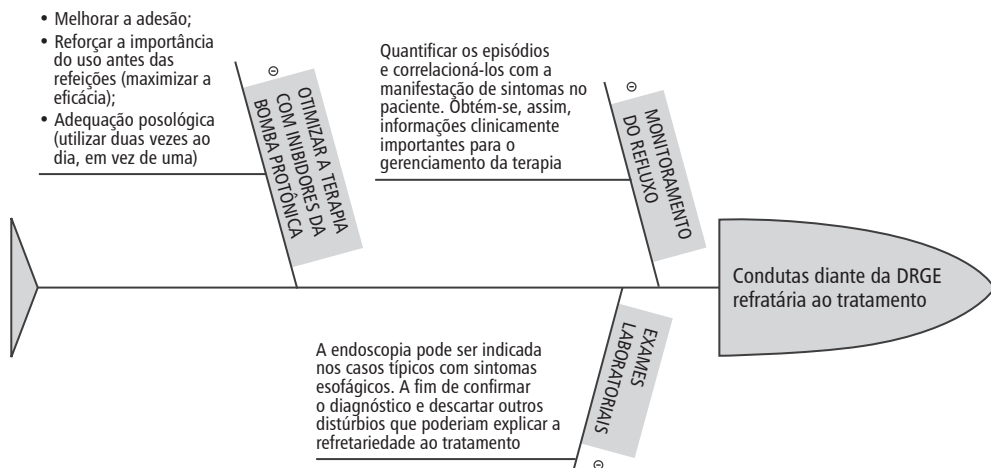 • Melhorar a adesão;
• Reforçar a importância
do uso antes das
refeições (maximizar a
eficácia);
• Adequação posológica
(utilizar duas vezes ao
dia, em vez de uma)
OTIMIZAR A TERAPIA
COM INIBIDORES DA
BOMBA PROTÔNICA
Quantificar os episódios
e correlacioná-los com a
manifestação de sintomas no
paciente. Obtém-se, assim,
informações clinicamente
importantes para o
gerenciamento da terapia
MONITORAMENTO
DO REFLUXO
Condutas diante da DRGE
refratária ao tratamento
A endoscopia pode ser indicada
nos casos típicos com sintomas
esofágicos. A fim de confirmar
o diagnóstico e descartar outros
distúrbios que poderiam explicar a
refretariedade ao tratamento
EXAMES
LABORATORIAIS